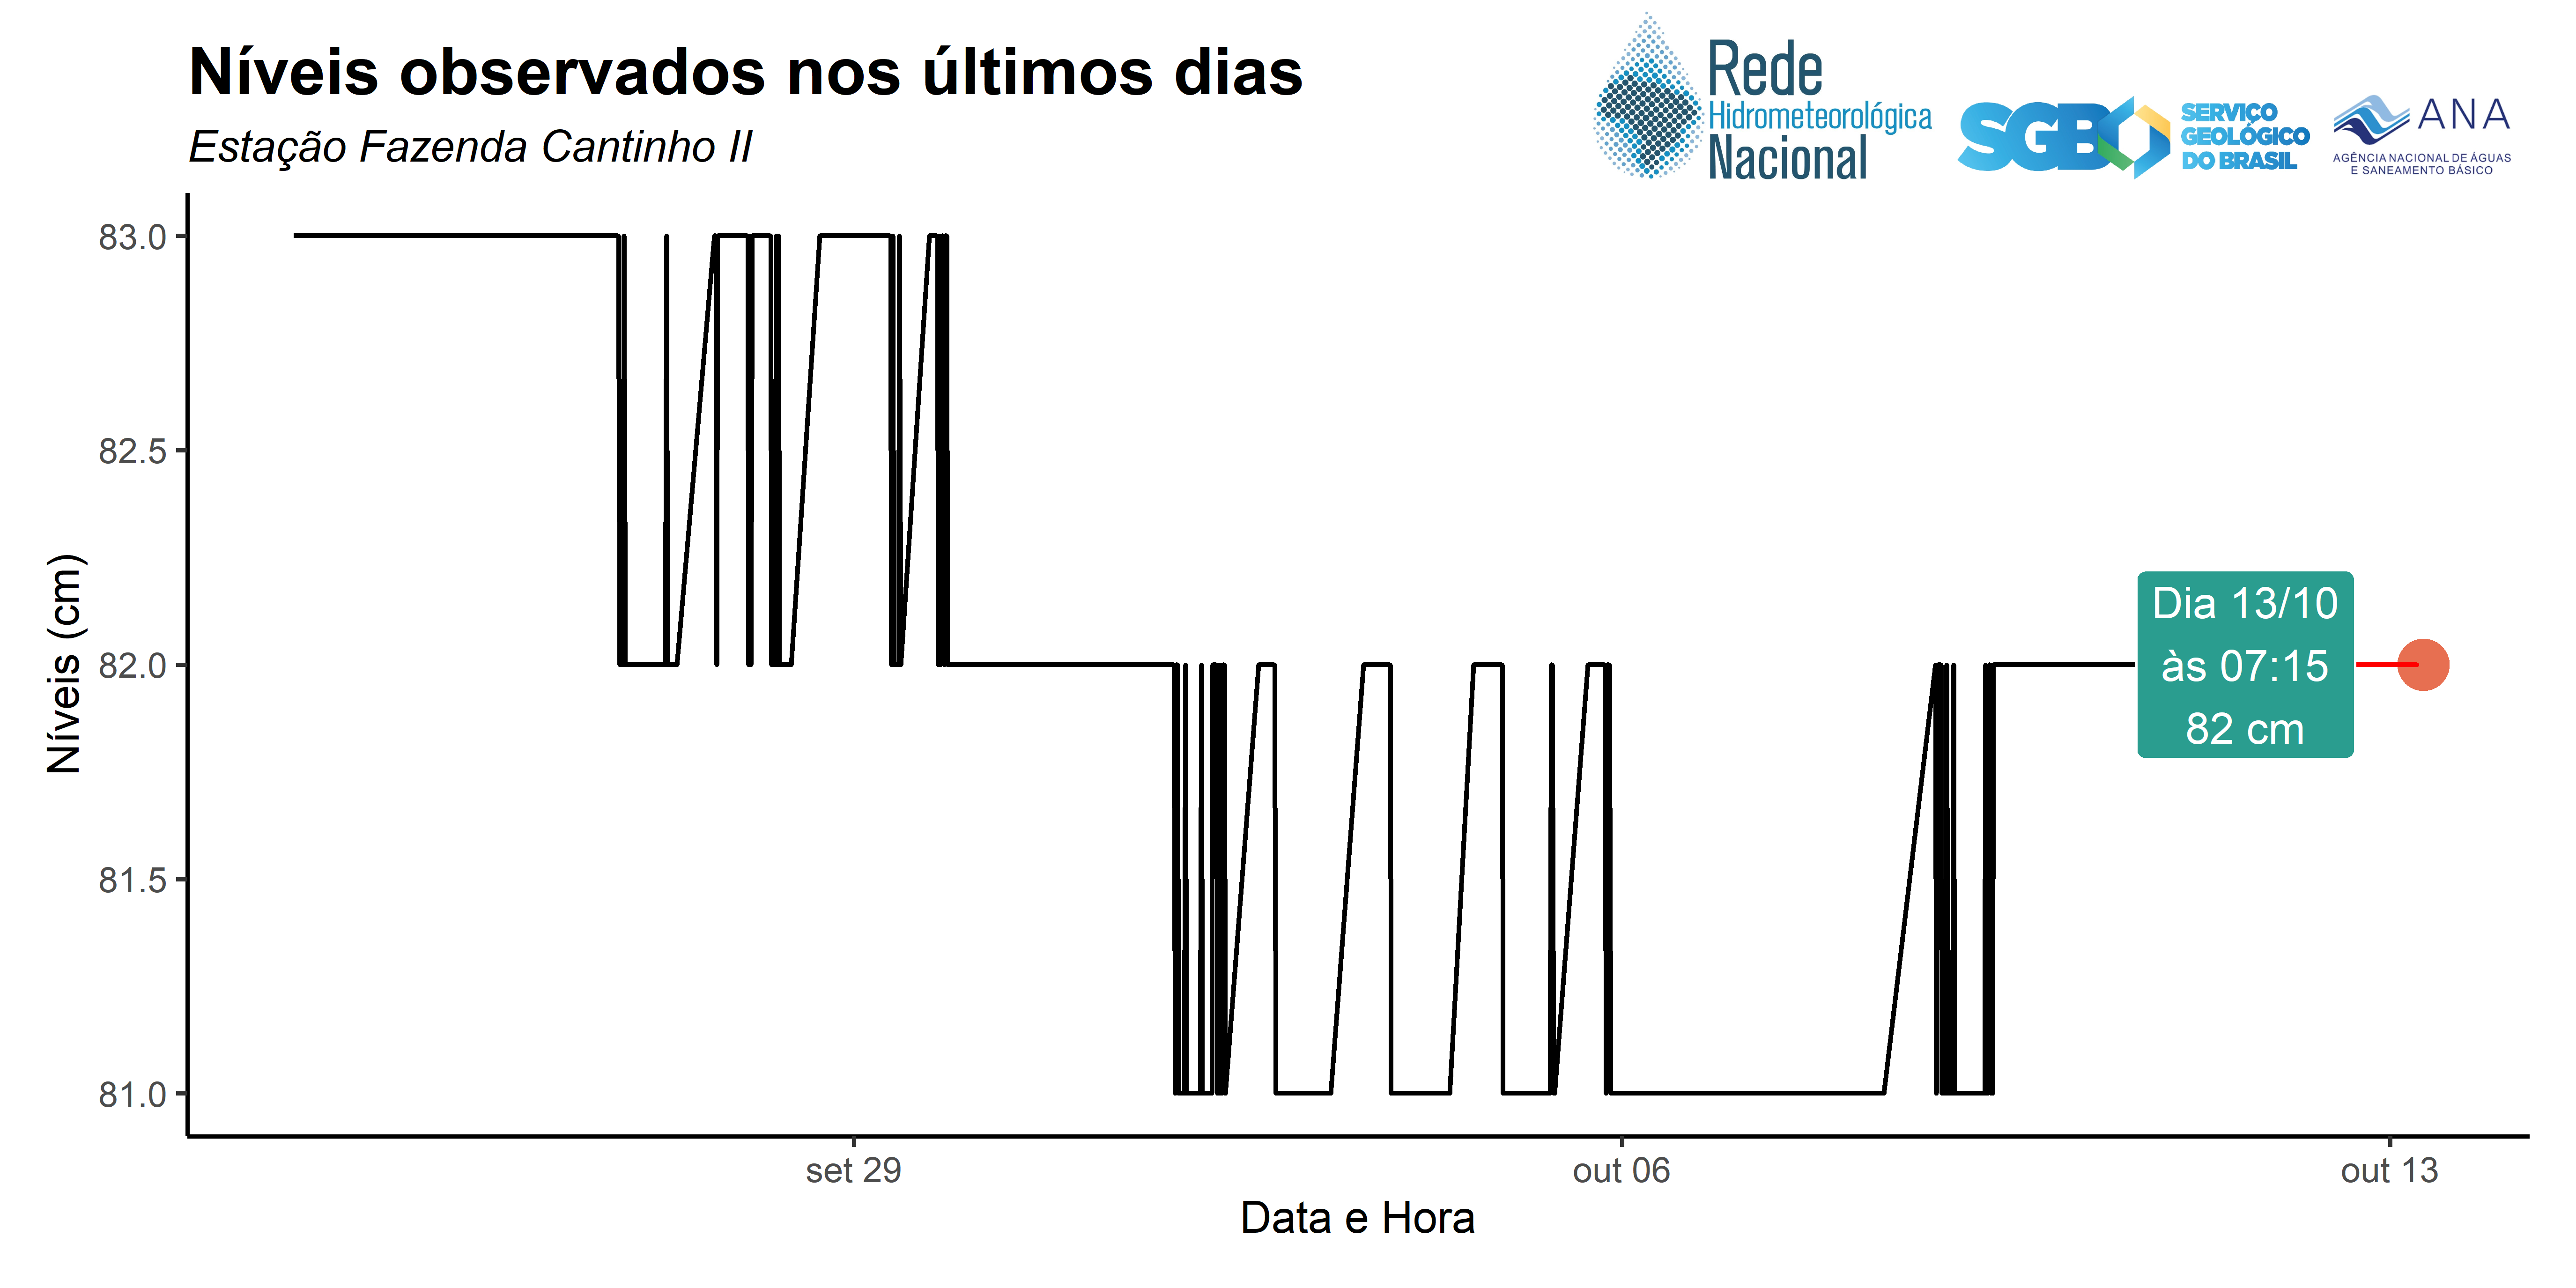 Níveis observados nos últimos dias
Estação Fazenda Cantinho II
Rede
Hidrometeorológica
Nacional
SGB
SERVIÇO
GEOLÓGICO
DO BRASIL
ANA
AGÊNCIA NACIONAL DE ÁGUAS
E SANEAMENTO BÁSICO
Níveis (cm)
83.0
82.5
82.0
81.5
81.0
Dia 13/10
às 07:15
82 cm
set 29
out 06
out 13
Data e Hora